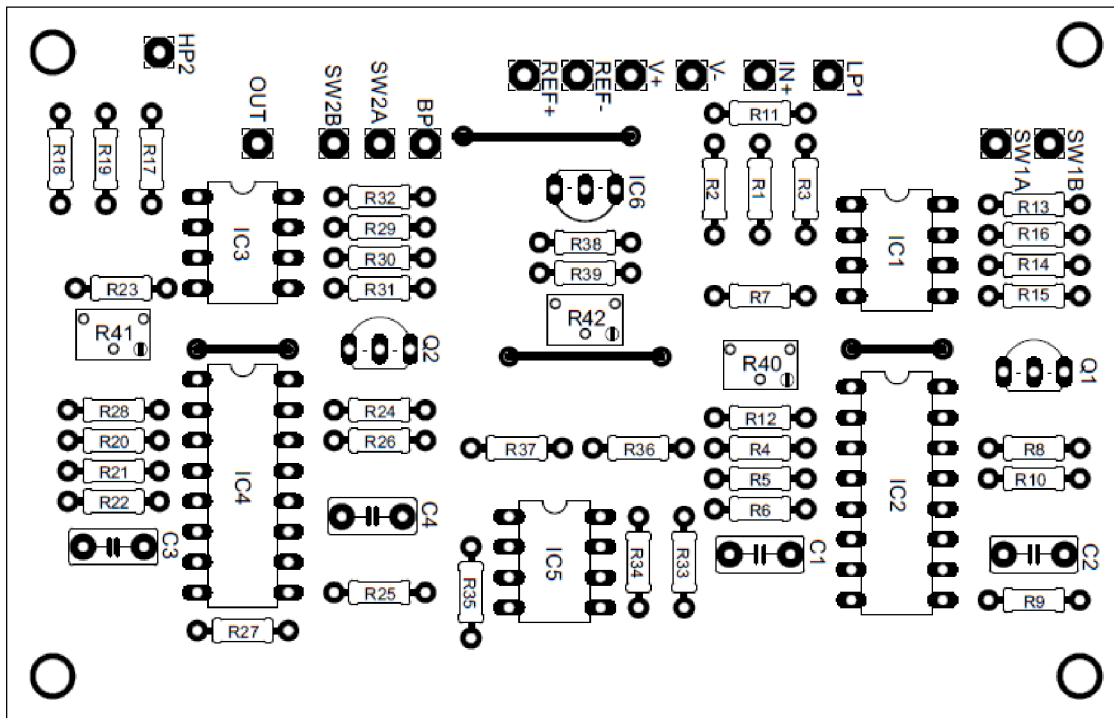 HP2
OUT
SW2B
SW2A
BP
REF+
REF-
V+
V-
IN+
LP1
SW1A
SW1B
R18
R19
R17
R11
R2
R1
R3
IC3
R32
R29
R30
R31
IC6
R38
R39
IC1
R13
R16
R14
R15
R23
R41
R42
R7
R40
Q2
Q1
R28
R20
R21
R22
IC4
R24
R26
R37
R36
R12
R4
R5
R6
IC2
R8
R10
C3
C4
R25
R27
R35
IC5
R34
R33
C1
C2
R9